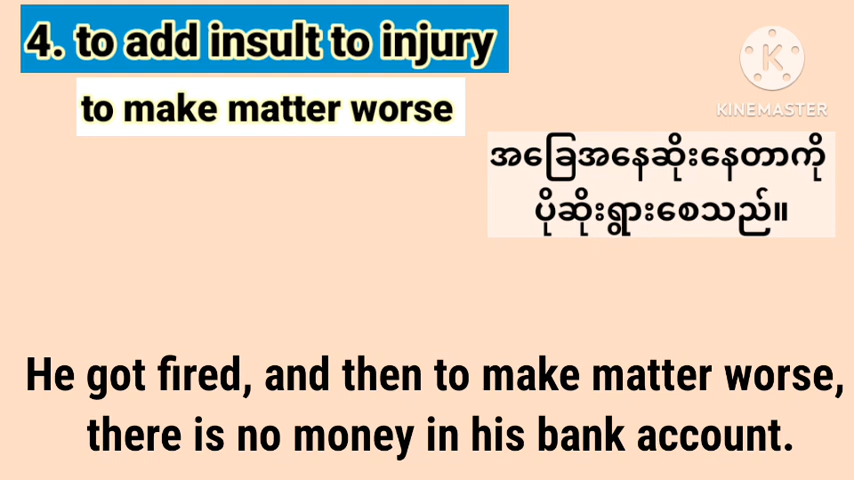 4. to add insult to injury
to make matter worse
KINEMASTER
အခြေအနေဆိုးနေတာကို
ပိုဆိုးရွားစေသည်။
He got fired, and then to make matter worse,
there is no money in his bank account.